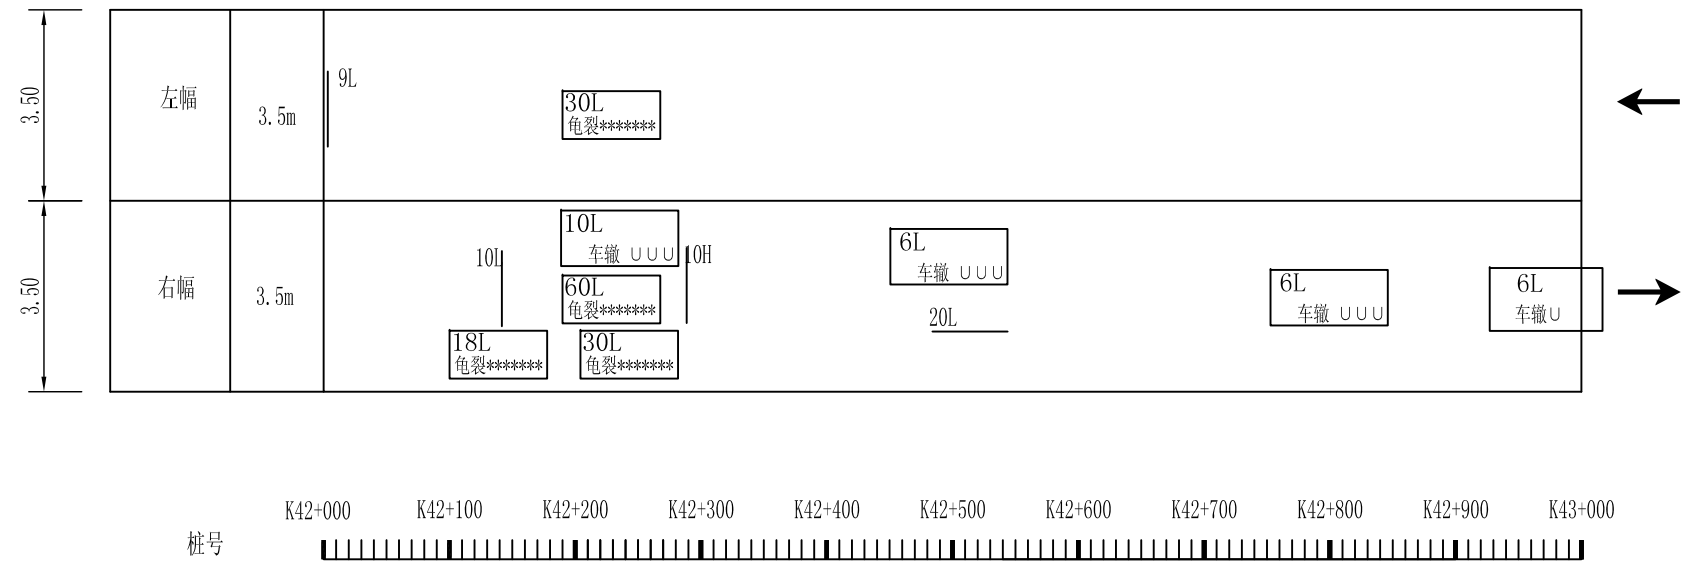 3.50
左幅
3.5m
9L
30L
龟裂*******
3.50
右幅
3.5m
10L
10L
车辙 ∪∪∪
10H
60L
龟裂*******
18L
龟裂*******
30L
龟裂*******
6L
车辙 ∪∪∪
20L
6L
车辙 ∪∪∪
6L
车辙∪
K42+000 K42+100 K42+200 K42+300 K42+400 K42+500 K42+600 K42+700 K42+800 K42+900 K43+000
桩号